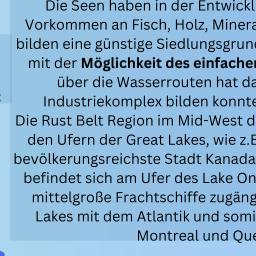 Die Seen haben in der Entwickl
Vorkommen an Fisch, Holz, Minera
bilden eine günstige Siedlungsgrun
mit der Möglichkeit des einfache
über die Wasserrouten hat da
Industriekomplex bilden konnte
Die Rust Belt Region im Mid-West d
den Ufern der Great Lakes, wie z.B
bevölkerungsreichste Stadt Kanada
befindet sich am Ufer des Lake On
mittelgroße Frachtschiffe zugäng
Lakes mit dem Atlantik und somi
Montreal und Que